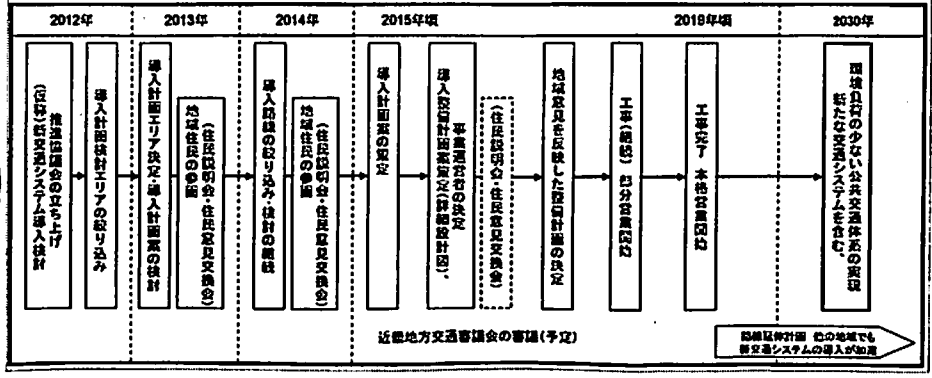 2012年
2013年
2014年
2015年頃
2018年頃
2030年
(仮称)新交通システム導入検討
推進協議会の立ち上げ
導入計画検討エリアの絞り込み
導入計画エリア決定・導入計画案の検討
地域住民の参画
(住民説明会・住民意見交換会)
導入路線の絞り込み・検討の継続
地域住民の参画
(住民説明会・住民意見交換会)
導入計画案の策定
導入整備計画案策定(詳細設計図)、
事業運営者の決定
(住民説明会・住民意見交換会)
地域意見を反映した整備計画の決定
工事(継続) 部分営業開始
工事完了 本格営業開始
環境負荷の少ない公共交通体系の実現
新たな交通システムを含む。
近畿地方交通審議会の審議(予定)
路線延伸計画 他の地域でも
新交通システムの導入が加速